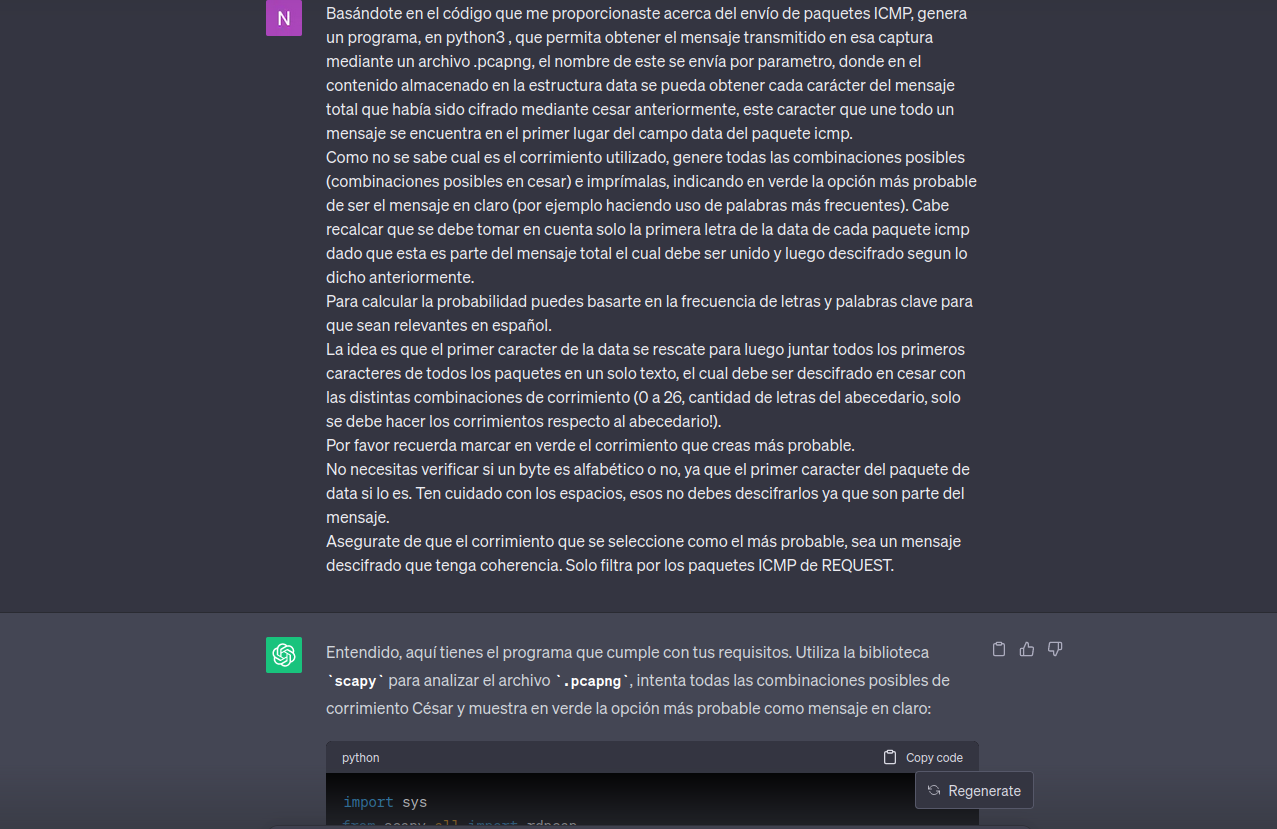 N
Basándote en el código que me proporcionaste acerca del envío de paquetes ICMP, genera
un programa, en python3 , que permita obtener el mensaje transmitido en esa captura
mediante un archivo .pcapng, el nombre de este se envía por parametro, donde en el
contenido almacenado en la estructura data se pueda obtener cada carácter del mensaje
total que había sido cifrado mediante cesar anteriormente, este caracter que une todo un
mensaje se encuentra en el primer lugar del campo data del paquete icmp.
Como no se sabe cual es el corrimiento utilizado, genere todas las combinaciones posibles
(combinaciones posibles en cesar) e imprímalas, indicando en verde la opción más probable
de ser el mensaje en claro (por ejemplo haciendo uso de palabras más frecuentes). Cabe
recalcar que se debe tomar en cuenta solo la primera letra de la data de cada paquete icmp
dado que esta es parte del mensaje total el cual debe ser unido y luego descifrado segun lo
dicho anteriormente.
Para calcular la probabilidad puedes basarte en la frecuencia de letras y palabras clave para
que sean relevantes en español.
La idea es que el primer caracter de la data se rescate para luego juntar todos los primeros
caracteres de todos los paquetes en un solo texto, el cual debe ser descifrado en cesar con
las distintas combinaciones de corrimiento (0 a 26, cantidad de letras del abecedario, solo
se debe hacer los corrimientos respecto al abecedario!).
Por favor recuerda marcar en verde el corrimiento que creas más probable.
No necesitas verificar si un byte es alfabético o no, ya que el primer caracter del paquete de
data si lo es. Ten cuidado con los espacios, esos no debes descifrarlos ya que son parte del
mensaje.
Asegurate de que el corrimiento que se seleccione como el más probable, sea un mensaje
descifrado que tenga coherencia. Solo filtra por los paquetes ICMP de REQUEST.
Entendido, aquí tienes el programa que cumple con tus requisitos. Utiliza la biblioteca
`scapy` para analizar el archivo `.pcapng`, intenta todas las combinaciones posibles de
corrimiento César y muestra en verde la opción más probable como mensaje en claro:
python
Copy code
Regenerate
import sys
from scapy.all import rdpcap